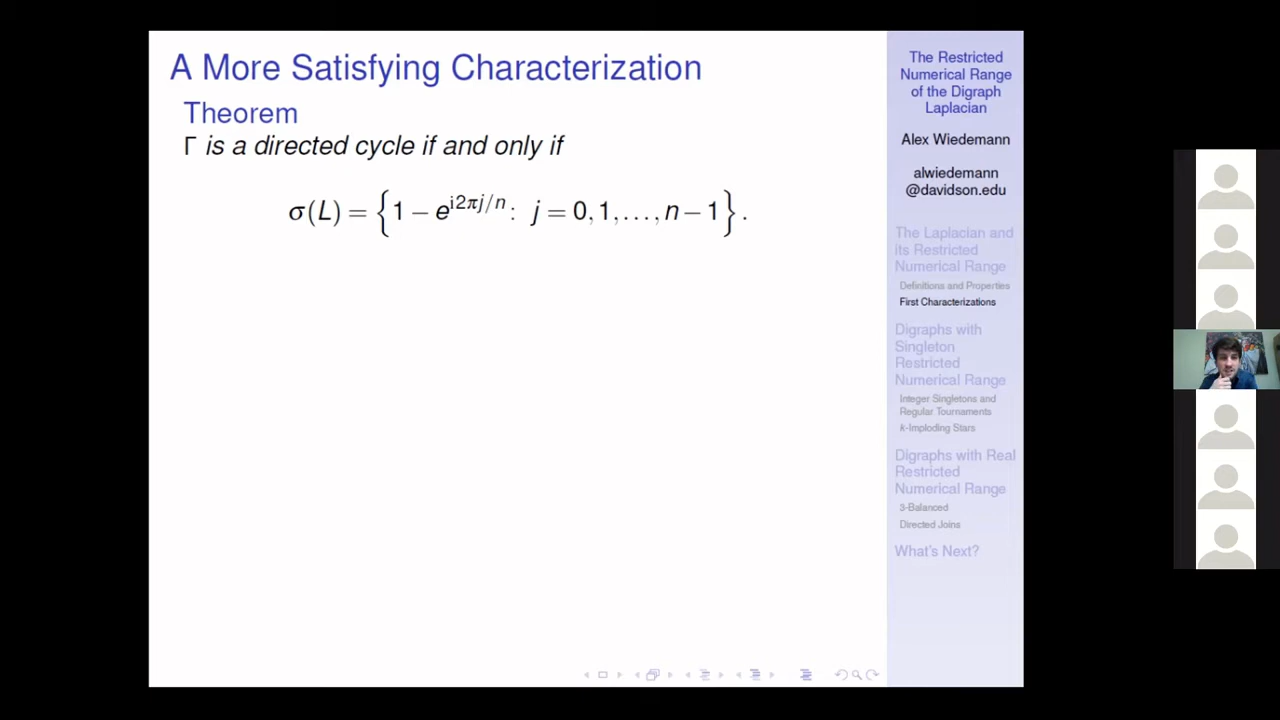 A More Satisfying Characterization
Theorem
Γ is a directed cycle if and only if
σ(L) = {1 − e^{i2πj/n} : j = 0, 1, . . . , n − 1} .
The Restricted
Numerical Range
of the Digraph
Laplacian
Alex Wiedemann
alwiedemann
@davidson.edu
The Laplacian and
its Restricted
Numerical Range
Definitions and Properties
First Characterizations
Digraphs with
Singleton
Restricted
Numerical Range
Integer Singletons and
Regular Tournaments
k-Imploding Stars
Digraphs with Real
Restricted
Numerical Range
3-Balanced
Directed Joins
What's Next?